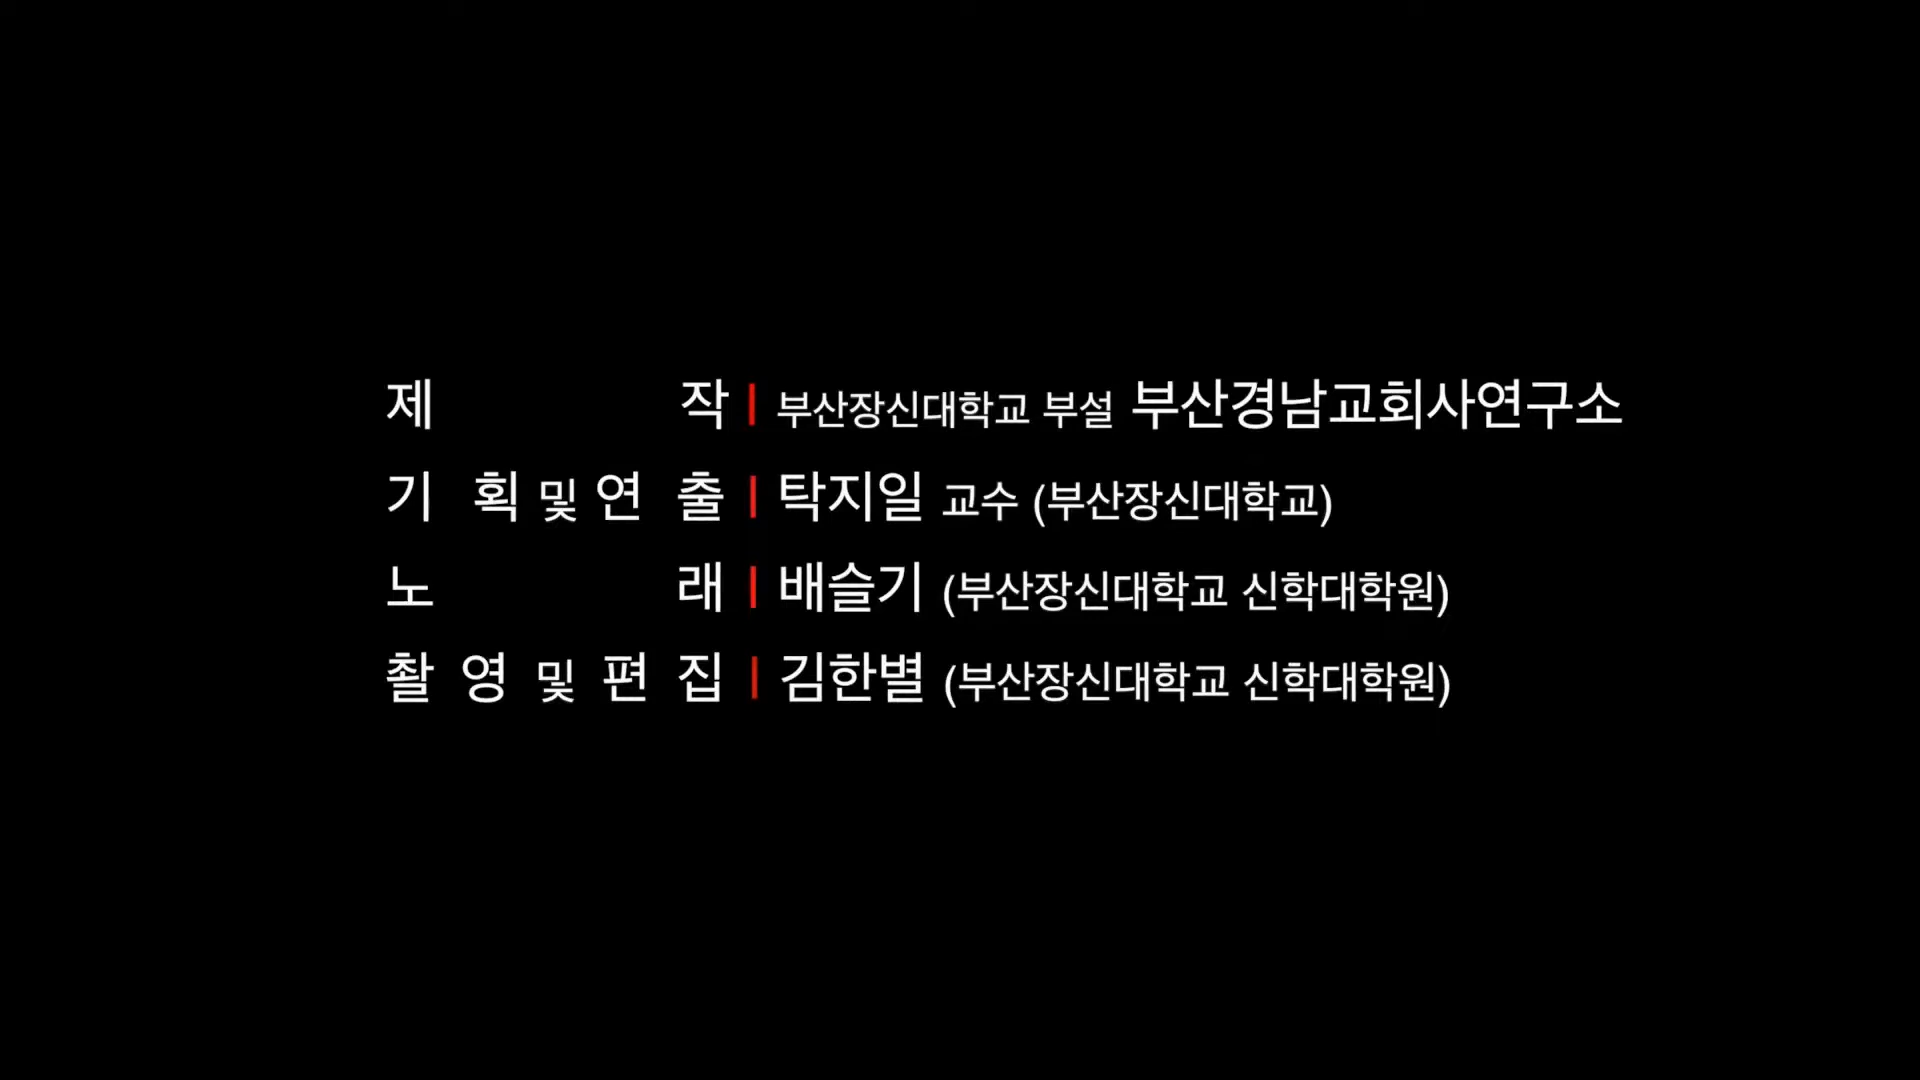 제 작 | 부산장신대학교 부설 부산경남교회사연구소
기 획 및 연 출 | 탁지일 교수 (부산장신대학교)
노 래 | 배슬기 (부산장신대학교 신학대학원)
촬 영 및 편 집 | 김한별 (부산장신대학교 신학대학원)